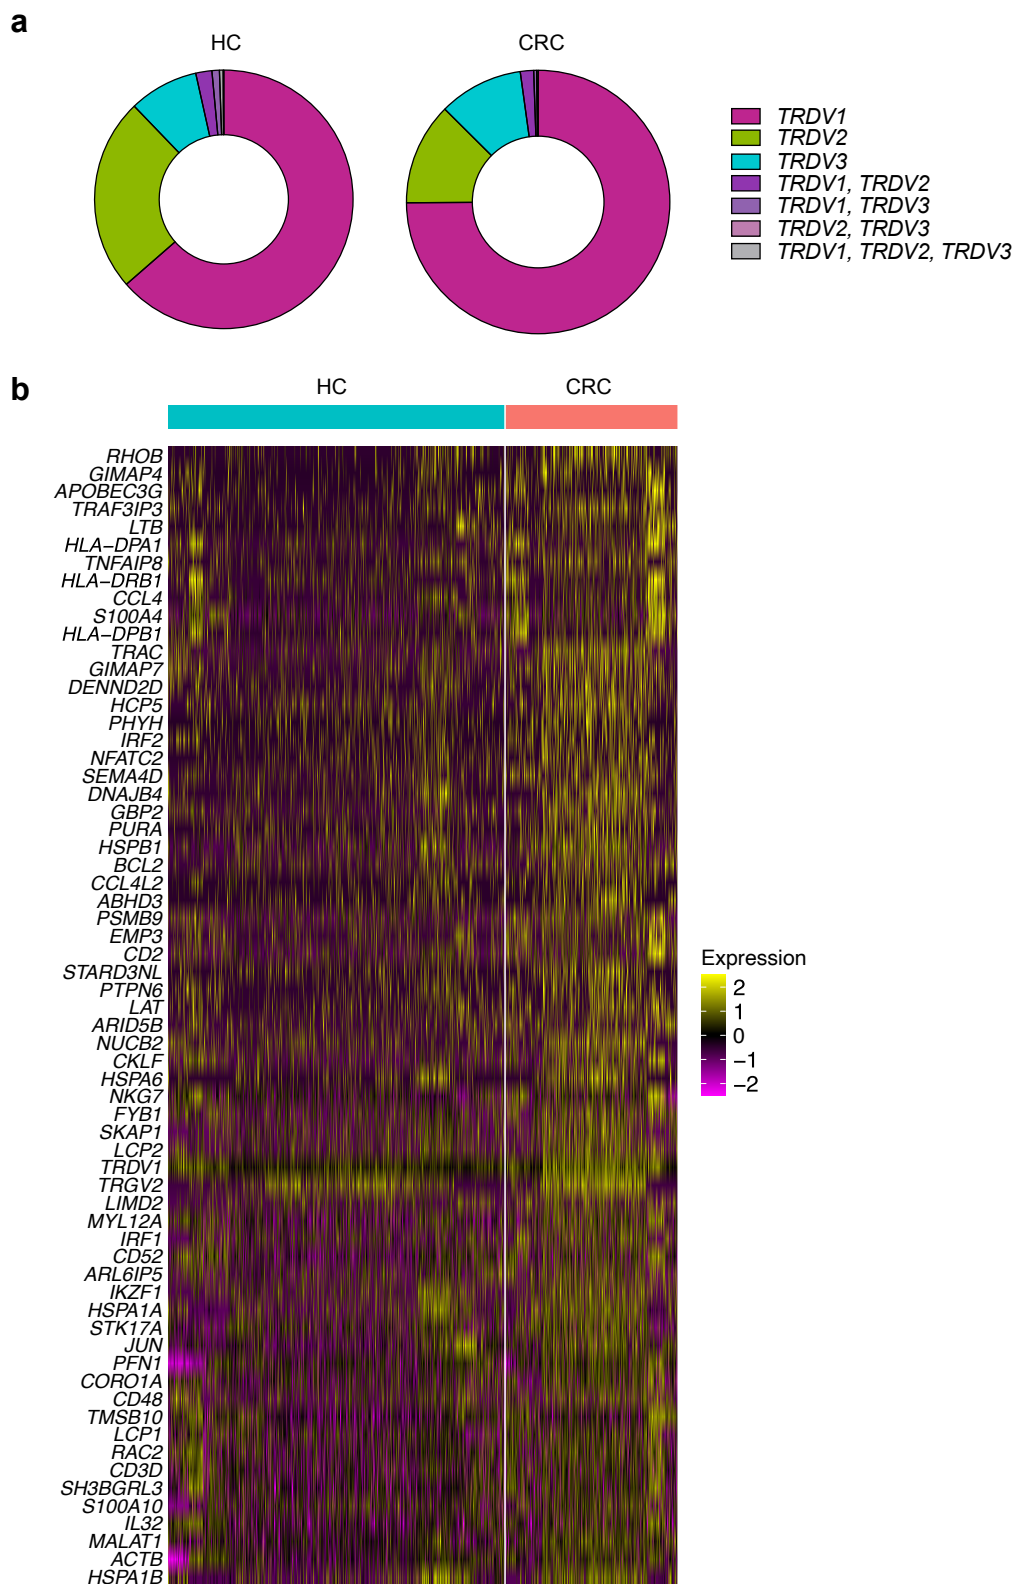 a
HC
CRC
TRDV1
TRDV2
TRDV3
TRDV1, TRDV2
TRDV1, TRDV3
TRDV2, TRDV3
TRDV1, TRDV2, TRDV3
b
HC
CRC
RHOB
GIMAP4
APOBEC3G
TRAF3IP3
LTB
HLA−DPA1
TNFAIP8
HLA−DRB1
CCL4
S100A4
HLA−DPB1
TRAC
GIMAP7
DENND2D
HCP5
PHYH
IRF2
NFATC2
SEMA4D
DNAJB4
GBP2
PURA
HSPB1
BCL2
CCL4L2
ABHD3
PSMB9
EMP3
CD2
STARD3NL
PTPN6
LAT
ARID5B
NUCB2
CKLF
HSPA6
NKG7
FYB1
SKAP1
LCP2
TRDV1
TRGV2
LIMD2
MYL12A
IRF1
CD52
ARL6IP5
IKZF1
HSPA1A
STK17A
JUN
PFN1
CORO1A
CD48
TMSB10
LCP1
RAC2
CD3D
SH3BGRL3
S100A10
IL32
MALAT1
ACTB
HSPA1B
Expression
2
1
0
−1
−2